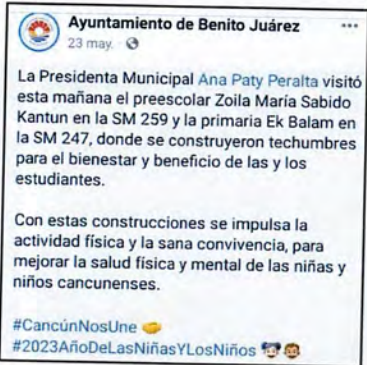 Ayuntamiento de Benito Juárez
23 may.
La Presidenta Municipal Ana Paty Peralta visitó
esta mañana el preescolar Zoila María Sabido
Kantun en la SM 259 y la primaria Ek Balam en
la SM 247, donde se construyeron techumbres
para el bienestar y beneficio de las y los
estudiantes.
Con estas construcciones se impulsa la
actividad física y la sana convivencia, para
mejorar la salud física y mental de las niñas y
niños cancunenses.
#CancúnNosUne
#2023AñoDeLasNiñasYLosNiños